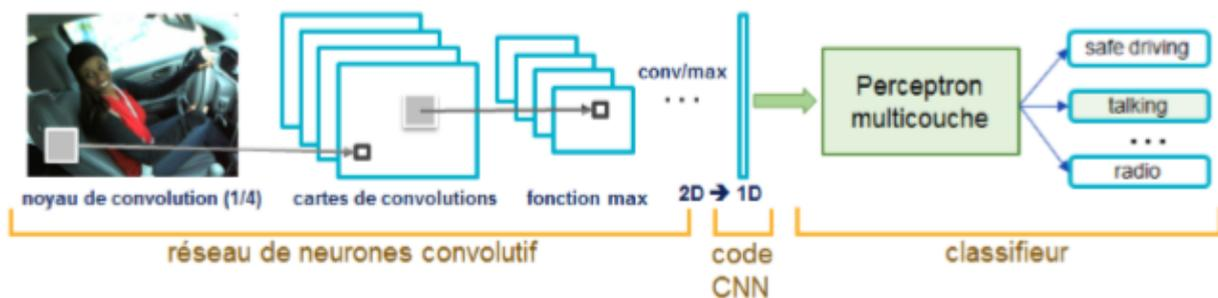 noyau de convolution (1/4)
cartes de convolutions
fonction max
conv/max
...
2D → 1D
Perceptron
multicouche
safe driving
talking
...
radio
réseau de neurones convolutif
code
CNN
classifieur